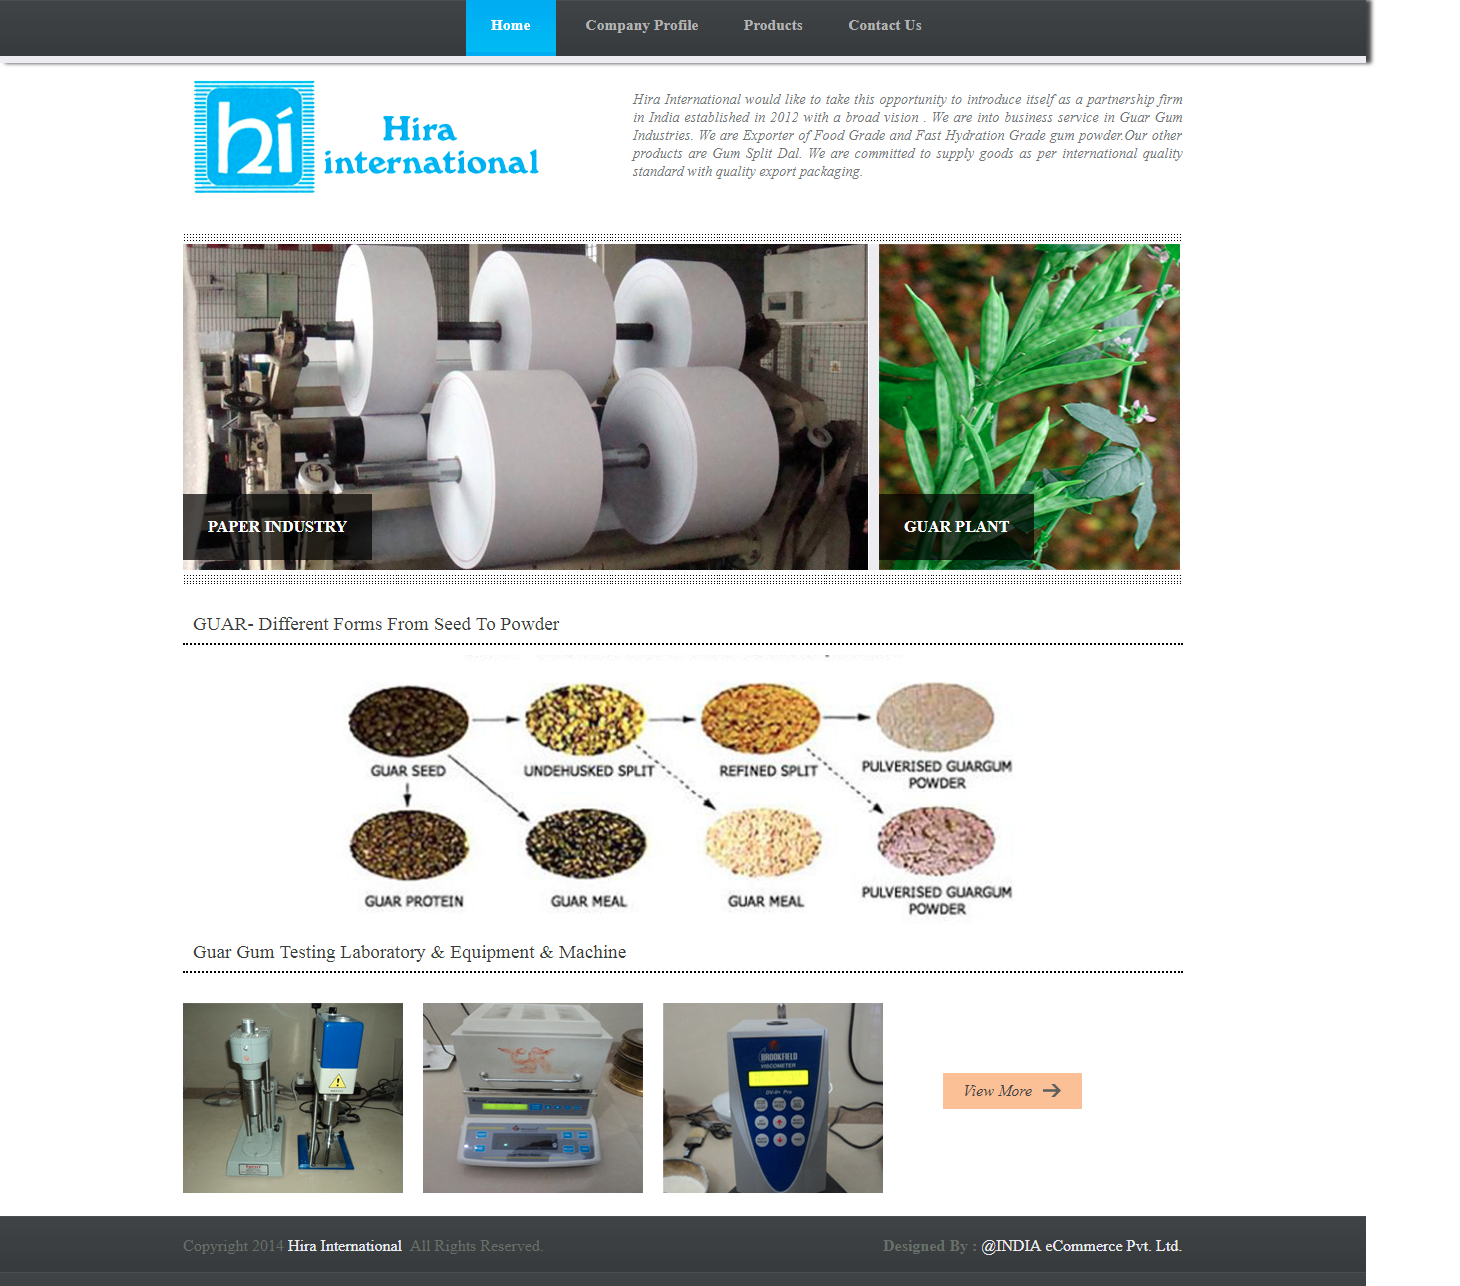 Home Company Profile Products Contact Us
hi
Hira
international
Hira International would like to take this opportunity to introduce itself as a partnership firm
in India established in 2012 with a broad vision . We are into business service in Guar Gum
Industries. We are Exporter of Food Grade and Fast Hydration Grade gum powder.Our other
products are Gum Split Dal. We are committed to supply goods as per international quality
standard with quality export packaging.
PAPER INDUSTRY
GUAR PLANT
GUAR- Different Forms From Seed To Powder
GUAR SEED
UNDEHUSKED SPLIT
REFINED SPLIT
PULVERISED GUARGUM
POWDER
GUAR PROTEIN
GUAR MEAL
GUAR MEAL
PULVERISED GUARGUM
POWDER
Guar Gum Testing Laboratory & Equipment & Machine
BROOKFIELD
VISCOMETER
DV-II+ Pro
View More
Copyright 2014 Hira International All Rights Reserved.
Designed By : @INDIA eCommerce Pvt. Ltd.